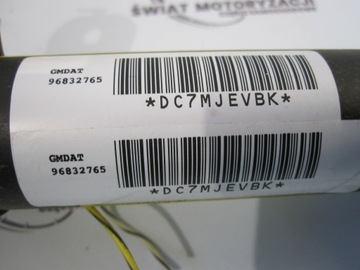 ŚWIAT MOTORYZACJI
GMDAT
96832765
*DC7MJEVBK*
GMDAT
96832765
*DC7MJEVBK*